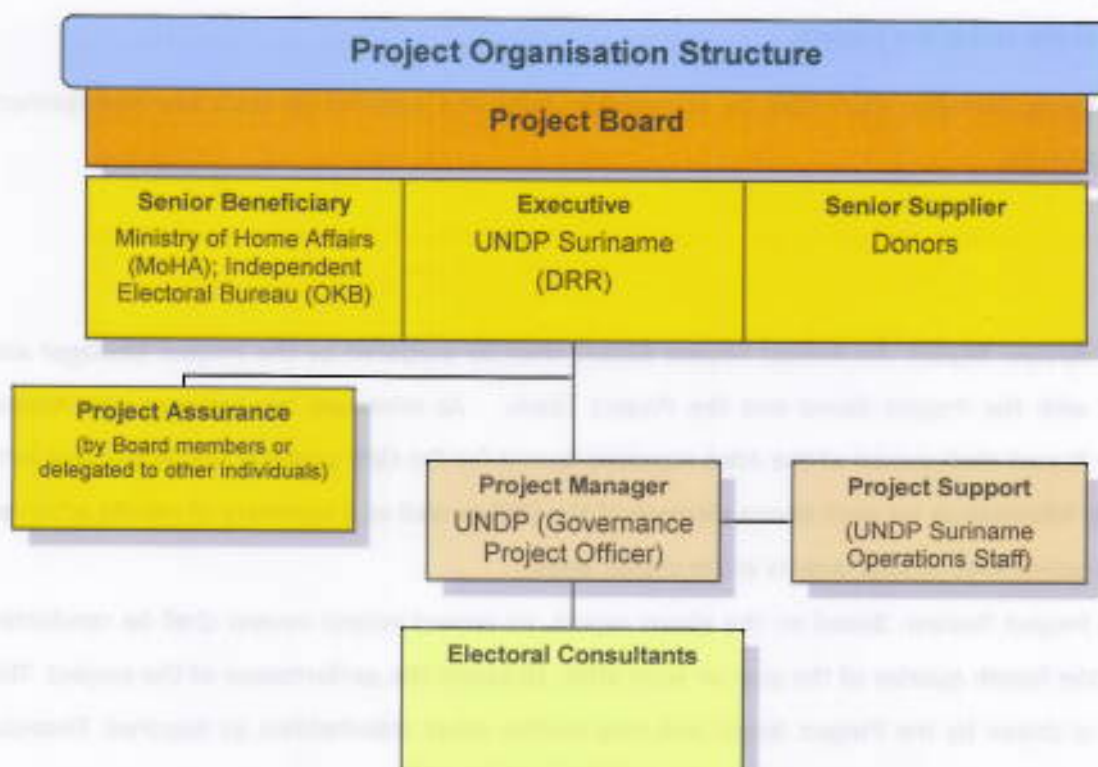 Project Organisation Structure
Project Board
Senior Beneficiary
Ministry of Home Affairs
(MoHA); Independent
Electoral Bureau (OKB)
Executive
UNDP Suriname
(DRR)
Senior Supplier
Donors
Project Assurance
(by Board members or
delegated to other individuals)
Project Manager
UNDP (Governance
Project Officer)
Project Support
(UNDP Suriname
Operations Staff)
Electoral Consultants